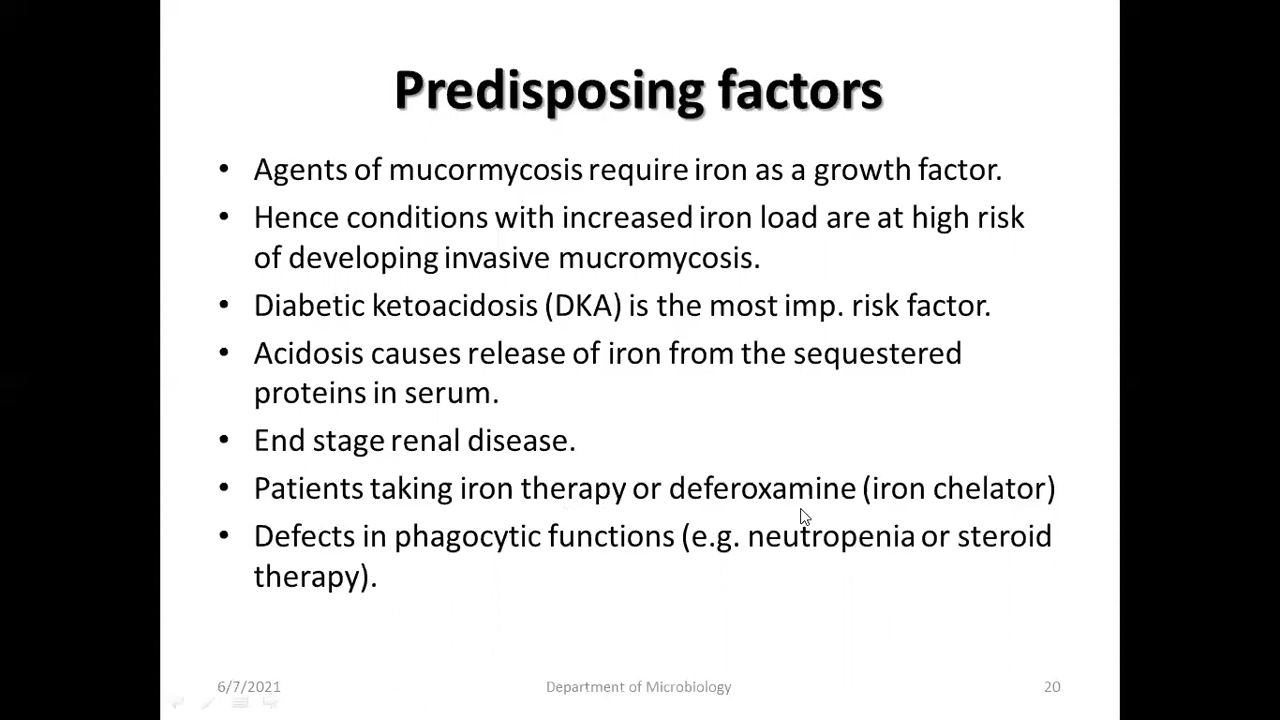 Predisposing factors
• Agents of mucormycosis require iron as a growth factor.
• Hence conditions with increased iron load are at high risk
of developing invasive mucromycosis.
• Diabetic ketoacidosis (DKA) is the most imp. risk factor.
• Acidosis causes release of iron from the sequestered
proteins in serum.
• End stage renal disease.
• Patients taking iron therapy or deferoxamine (iron chelator)
• Defects in phagocytic functions (e.g. neutropenia or steroid
therapy).
6/7/2021 Department of Microbiology 20